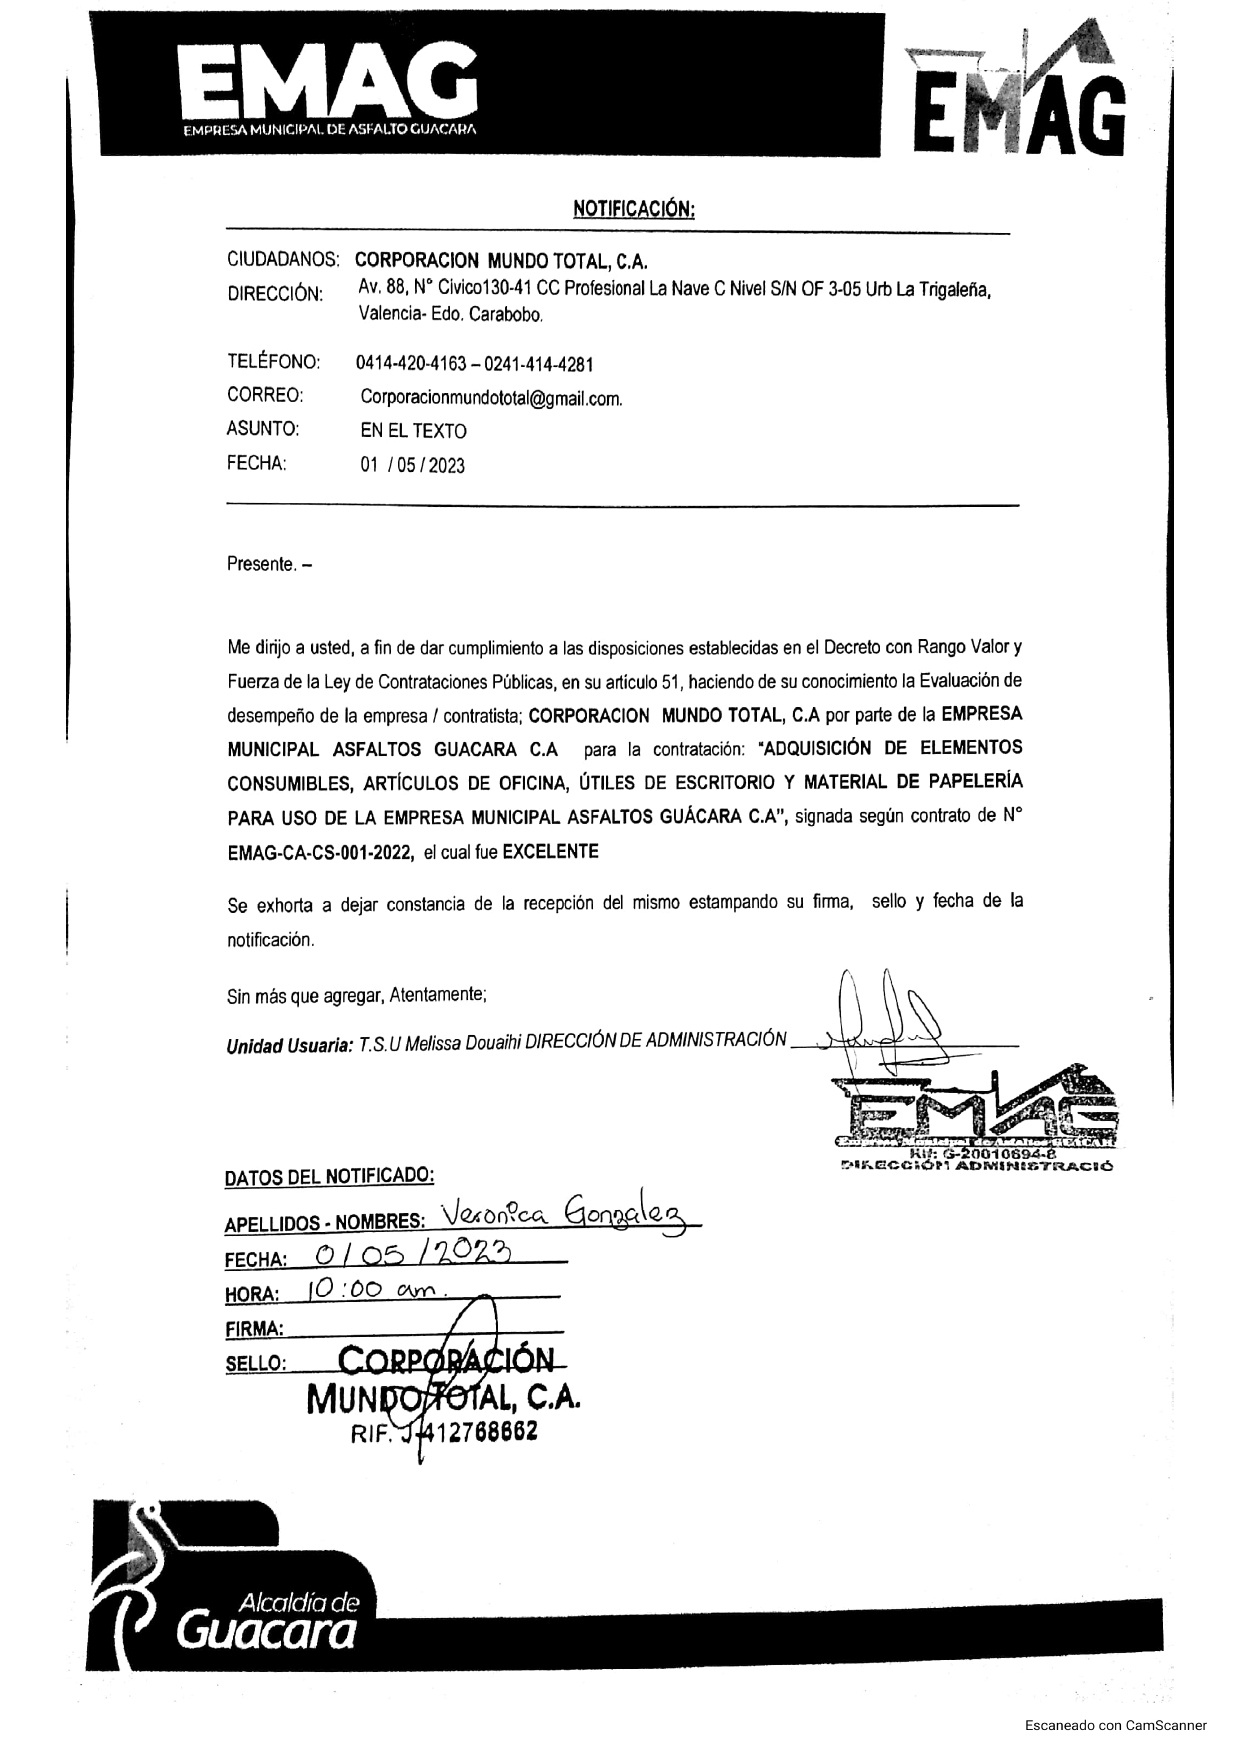 EMAG
EMPRESA MUNICIPAL DE ASFALTO GUACARA
EMAG
NOTIFICACIÓN:
CIUDADANOS: CORPORACION MUNDO TOTAL, C.A.
DIRECCIÓN: Av. 88, N° Civico130-41 CC Profesional La Nave C Nivel S/N OF 3-05 Urb La Trigaleña,
Valencia- Edo. Carabobo.
TELÉFONO: 0414-420-4163 – 0241-414-4281
CORREO: Corporacionmundototal@gmail.com.
ASUNTO: EN EL TEXTO
FECHA: 01 / 05 / 2023
Presente. –
Me dirijo a usted, a fin de dar cumplimiento a las disposiciones establecidas en el Decreto con Rango Valor y
Fuerza de la Ley de Contrataciones Públicas, en su artículo 51, haciendo de su conocimiento la Evaluación de
desempeño de la empresa / contratista; CORPORACION MUNDO TOTAL, C.A por parte de la EMPRESA
MUNICIPAL ASFALTOS GUACARA C.A para la contratación: "ADQUISICIÓN DE ELEMENTOS
CONSUMIBLES, ARTÍCULOS DE OFICINA, ÚTILES DE ESCRITORIO Y MATERIAL DE PAPELERÍA
PARA USO DE LA EMPRESA MUNICIPAL ASFALTOS GUÁCARA C.A", signada según contrato de N°
EMAG-CA-CS-001-2022, el cual fue EXCELENTE
Se exhorta a dejar constancia de la recepción del mismo estampando su firma, sello y fecha de la
notificación.
Sin más que agregar, Atentamente;
Unidad Usuaria: T.S.U Melissa Douaihi DIRECCIÓN DE ADMINISTRACIÓN
EMAG
Rif: G-20010694-8
DIRECCIÓN ADMINISTRACIÓ
DATOS DEL NOTIFICADO:
APELLIDOS - NOMBRES: Veronica Gonzalez
FECHA: 01 05 / 2023
HORA: 10:00 am.
FIRMA:
SELLO: CORPORACIÓN
MUNDO TOTAL, C.A.
RIF. J-412768662
Alcaldía de
Guacara
Escaneado con CamScanner